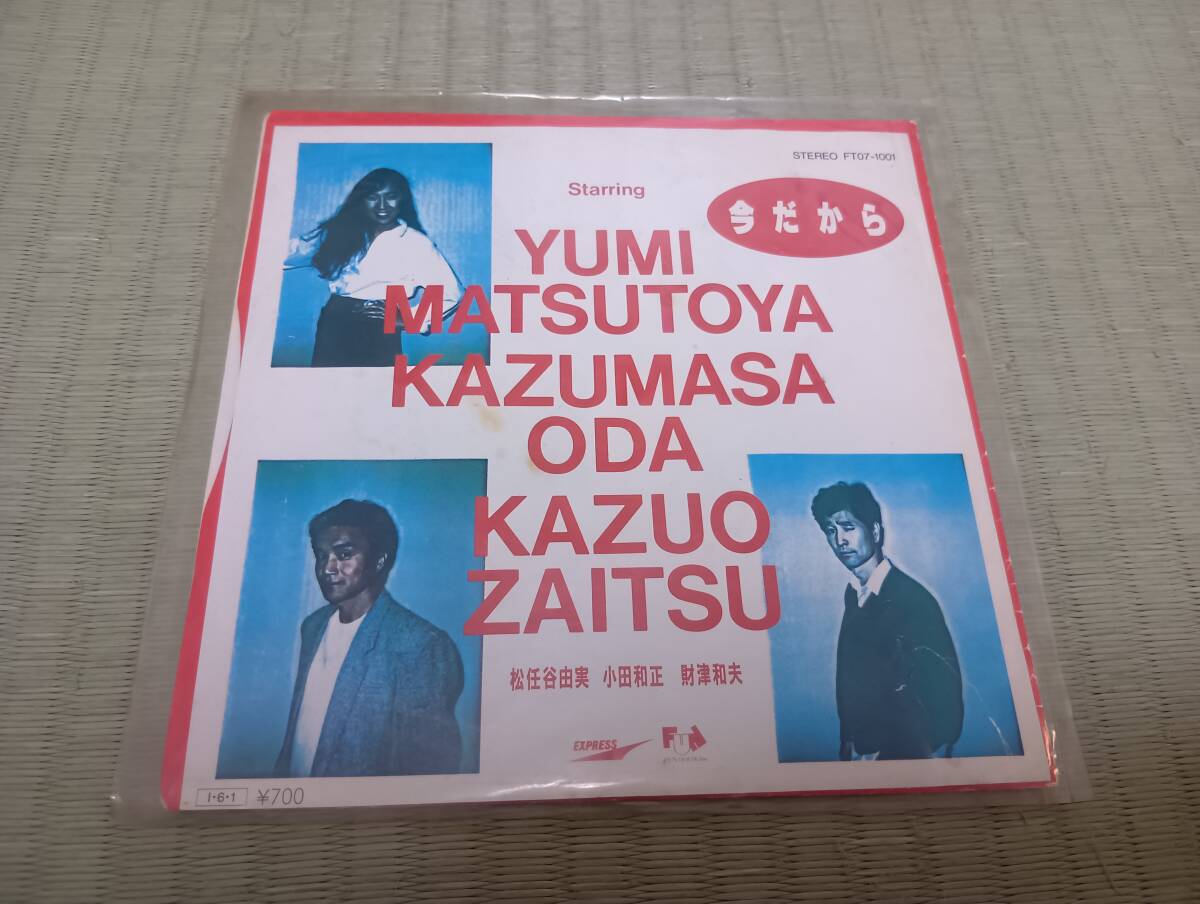 STEREO FT07-1001
Starring
今だから
YUMI
MATSUTOYA
KAZUMASA
ODA
KAZUO
ZAITSU
松任谷由実 小田和正 財津和夫
EXPRESS
FUN
1・6・1 ¥700